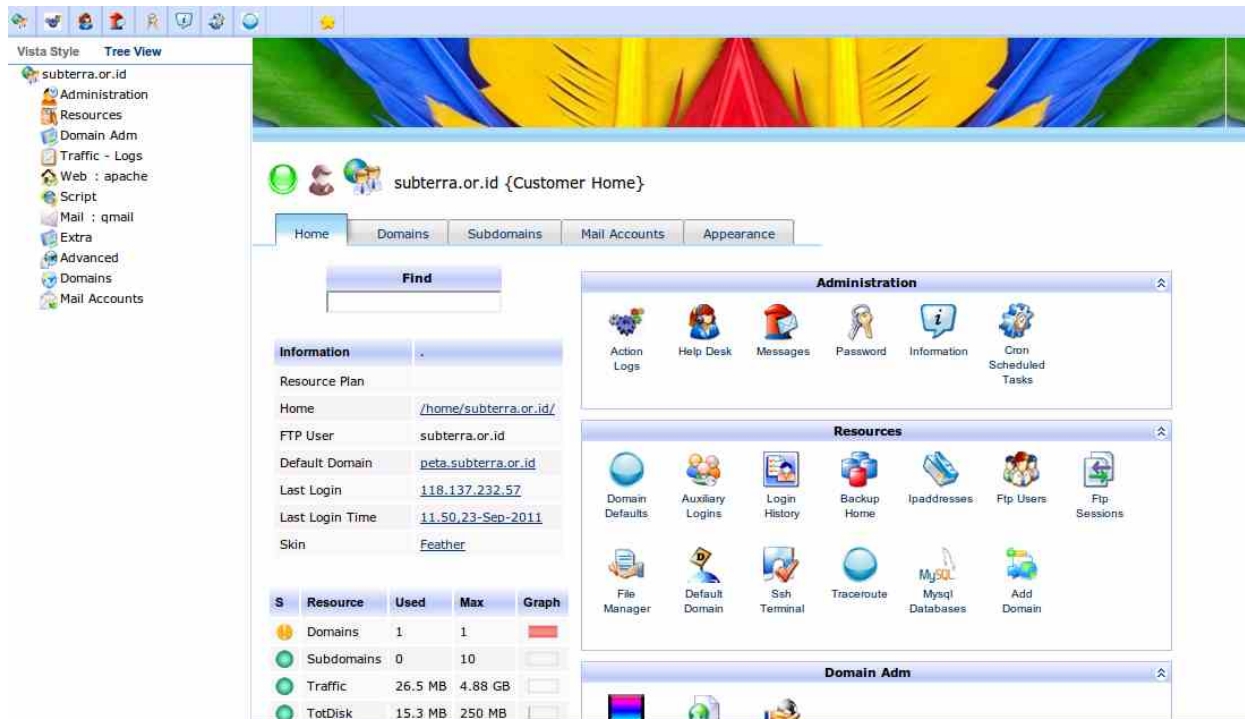 Vista Style Tree View
subterra.or.id
Administration
Resources
Domain Adm
Traffic - Logs
Web : apache
Script
Mail : qmail
Extra
Advanced
Domains
Mail Accounts
subterra.or.id {Customer Home}
Home Domains Subdomains Mail Accounts Appearance
Find
Information .
Resource Plan
Home /home/subterra.or.id/
FTP User subterra.or.id
Default Domain peta.subterra.or.id
Last Login 118.137.232.57
Last Login Time 11.50,23-Sep-2011
Skin Feather
S Resource Used Max Graph
Domains 1 1
Subdomains 0 10
Traffic 26.5 MB 4.88 GB
TotDisk 15.3 MB 250 MB
Administration
Action Logs
Help Desk
Messages
Password
Information
Cron Scheduled Tasks
Resources
Domain Defaults
Auxiliary Logins
Login History
Backup Home
Ipaddresses
Ftp Users
Ftp Sessions
File Manager
Default Domain
Ssh Terminal
Traceroute
MySQL
Mysql Databases
Add Domain
Domain Adm